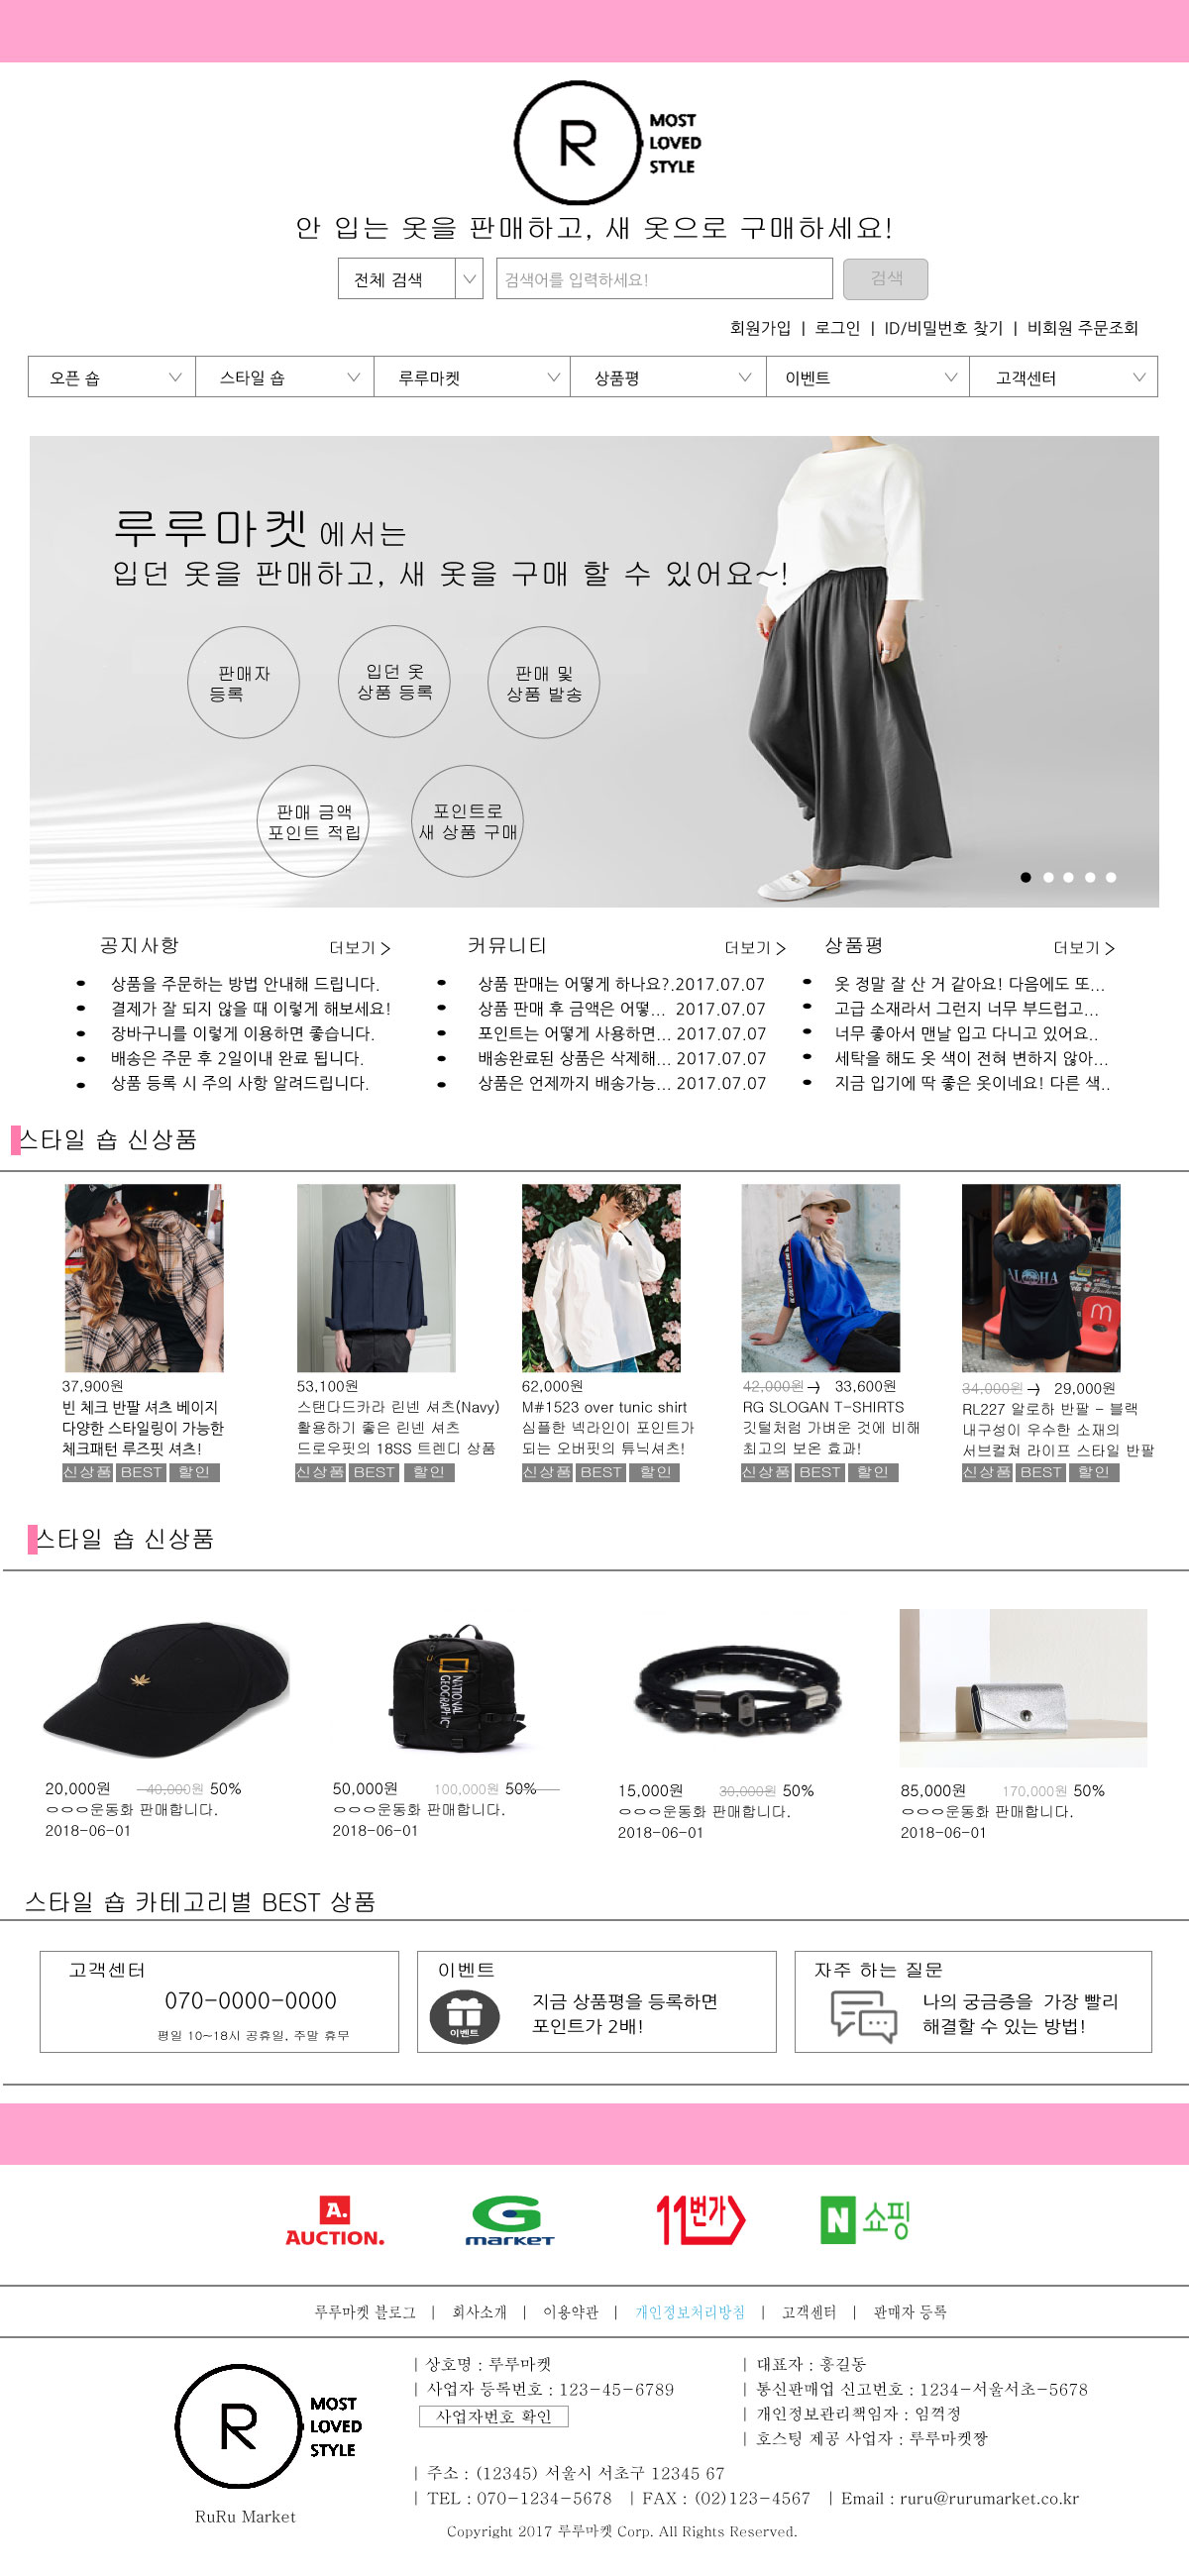 R
MOST
LOVED
STYLE
안 입는 옷을 판매하고, 새 옷으로 구매하세요!
전체 검색 검색어를 입력하세요! 검색
회원가입 | 로그인 | ID/비밀번호 찾기 | 비회원 주문조회
오픈 숍 스타일 숍 루루마켓 상품평 이벤트 고객센터
루루마켓 에서는
입던 옷을 판매하고, 새 옷을 구매 할 수 있어요~!
판매자
등록
입던 옷
상품 등록
판매 및
상품 발송
판매 금액
포인트 적립
포인트로
새 상품 구매
공지사항 더보기 >
상품을 주문하는 방법 안내해 드립니다.
결제가 잘 되지 않을 때 이렇게 해보세요!
장바구니를 이렇게 이용하면 좋습니다.
배송은 주문 후 2일이내 완료 됩니다.
상품 등록 시 주의 사항 알려드립니다.
커뮤니티 더보기 >
상품 판매는 어떻게 하나요?.2017.07.07
상품 판매 후 금액은 어떻... 2017.07.07
포인트는 어떻게 사용하면... 2017.07.07
배송완료된 상품은 삭제해... 2017.07.07
상품은 언제까지 배송가능... 2017.07.07
상품평 더보기 >
옷 정말 잘 산 거 같아요! 다음에도 또...
고급 소재라서 그런지 너무 부드럽고...
너무 좋아서 맨날 입고 다니고 있어요..
세탁을 해도 옷 색이 전혀 변하지 않아...
지금 입기에 딱 좋은 옷이네요! 다른 색..
스타일 숍 신상품
ALOHA
37,900원
빈 체크 반팔 셔츠 베이지
다양한 스타일링이 가능한
체크패턴 루즈핏 셔츠!
신상품 BEST 할인
53,100원
스탠다드카라 린넨 셔츠(Navy)
활용하기 좋은 린넨 셔츠
드로우핏의 18SS 트렌디 상품
신상품 BEST 할인
62,000원
M#1523 over tunic shirt
심플한 넥라인이 포인트가
되는 오버핏의 튜닉셔츠!
신상품 BEST 할인
42,000원 → 33,600원
RG SLOGAN T-SHIRTS
깃털처럼 가벼운 것에 비해
최고의 보온 효과!
신상품 BEST 할인
34,000원 → 29,000원
RL227 알로하 반팔 - 블랙
내구성이 우수한 소재의
서브컬쳐 라이프 스타일 반팔
신상품 BEST 할인
스타일 숍 신상품
NATIONAL
GEOGRAPHIC
20,000원 40,000원 50%
ㅇㅇㅇ운동화 판매합니다.
2018-06-01
50,000원 100,000원 50%
ㅇㅇㅇ운동화 판매합니다.
2018-06-01
15,000원 30,000원 50%
ㅇㅇㅇ운동화 판매합니다.
2018-06-01
85,000원 170,000원 50%
ㅇㅇㅇ운동화 판매합니다.
2018-06-01
스타일 숍 카테고리별 BEST 상품
고객센터
070-0000-0000
평일 10~18시 공휴일, 주말 휴무
이벤트
이벤트
지금 상품평을 등록하면
포인트가 2배!
자주 하는 질문
나의 궁금증을 가장 빨리
해결할 수 있는 방법!
A.
AUCTION.
G
market
11번가
N 쇼핑
루루마켓 블로그 | 회사소개 | 이용약관 | 개인정보처리방침 | 고객센터 | 판매자 등록
R
MOST
LOVED
STYLE
RuRu Market
| 상호명 : 루루마켓
| 대표자 : 홍길동
| 사업자 등록번호 : 123-45-6789
| 통신판매업 신고번호 : 1234-서울서초-5678
사업자번호 확인
| 개인정보관리책임자 : 임꺽정
| 호스팅 제공 사업자 : 루루마켓짱
| 주소 : (12345) 서울시 서초구 12345 67
| TEL : 070-1234-5678 | FAX : (02)123-4567 | Email : ruru@rurumarket.co.kr
Copyright 2017 루루마켓 Corp. All Rights Reserved.